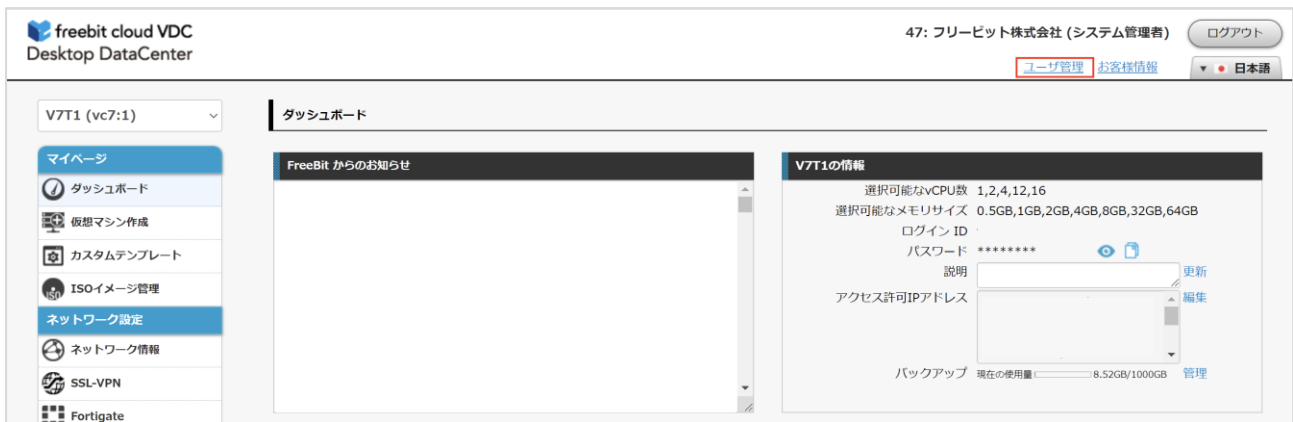 freebit cloud VDC
Desktop DataCenter
47: フリービット株式会社 (システム管理者)
ログアウト
ユーザ管理 お客様情報
▼ 日本語
V7T1 (vc7:1)
マイページ
ダッシュボード
仮想マシン作成
カスタムテンプレート
ISO
ISOイメージ管理
ネットワーク設定
ネットワーク情報
SSL-VPN
Fortigate
ダッシュボード
FreeBit からのお知らせ
V7T1の情報
選択可能なvCPU数 1,2,4,12,16
選択可能なメモリサイズ 0.5GB,1GB,2GB,4GB,8GB,32GB,64GB
ログイン ID
パスワード ********
説明 更新
アクセス許可IPアドレス 編集
バックアップ 現在の使用量 8.52GB/1000GB 管理